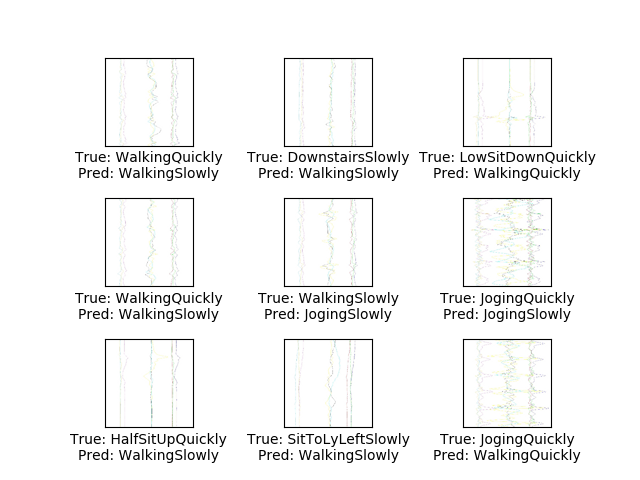 True: WalkingQuickly
Pred: WalkingSlowly
True: DownstairsSlowly
Pred: WalkingSlowly
True: LowSitDownQuickly
Pred: WalkingQuickly
True: WalkingQuickly
Pred: WalkingSlowly
True: WalkingSlowly
Pred: JogingSlowly
True: JogingQuickly
Pred: JogingSlowly
True: HalfSitUpQuickly
Pred: WalkingSlowly
True: SitToLyLeftSlowly
Pred: WalkingSlowly
True: JogingQuickly
Pred: WalkingQuickly